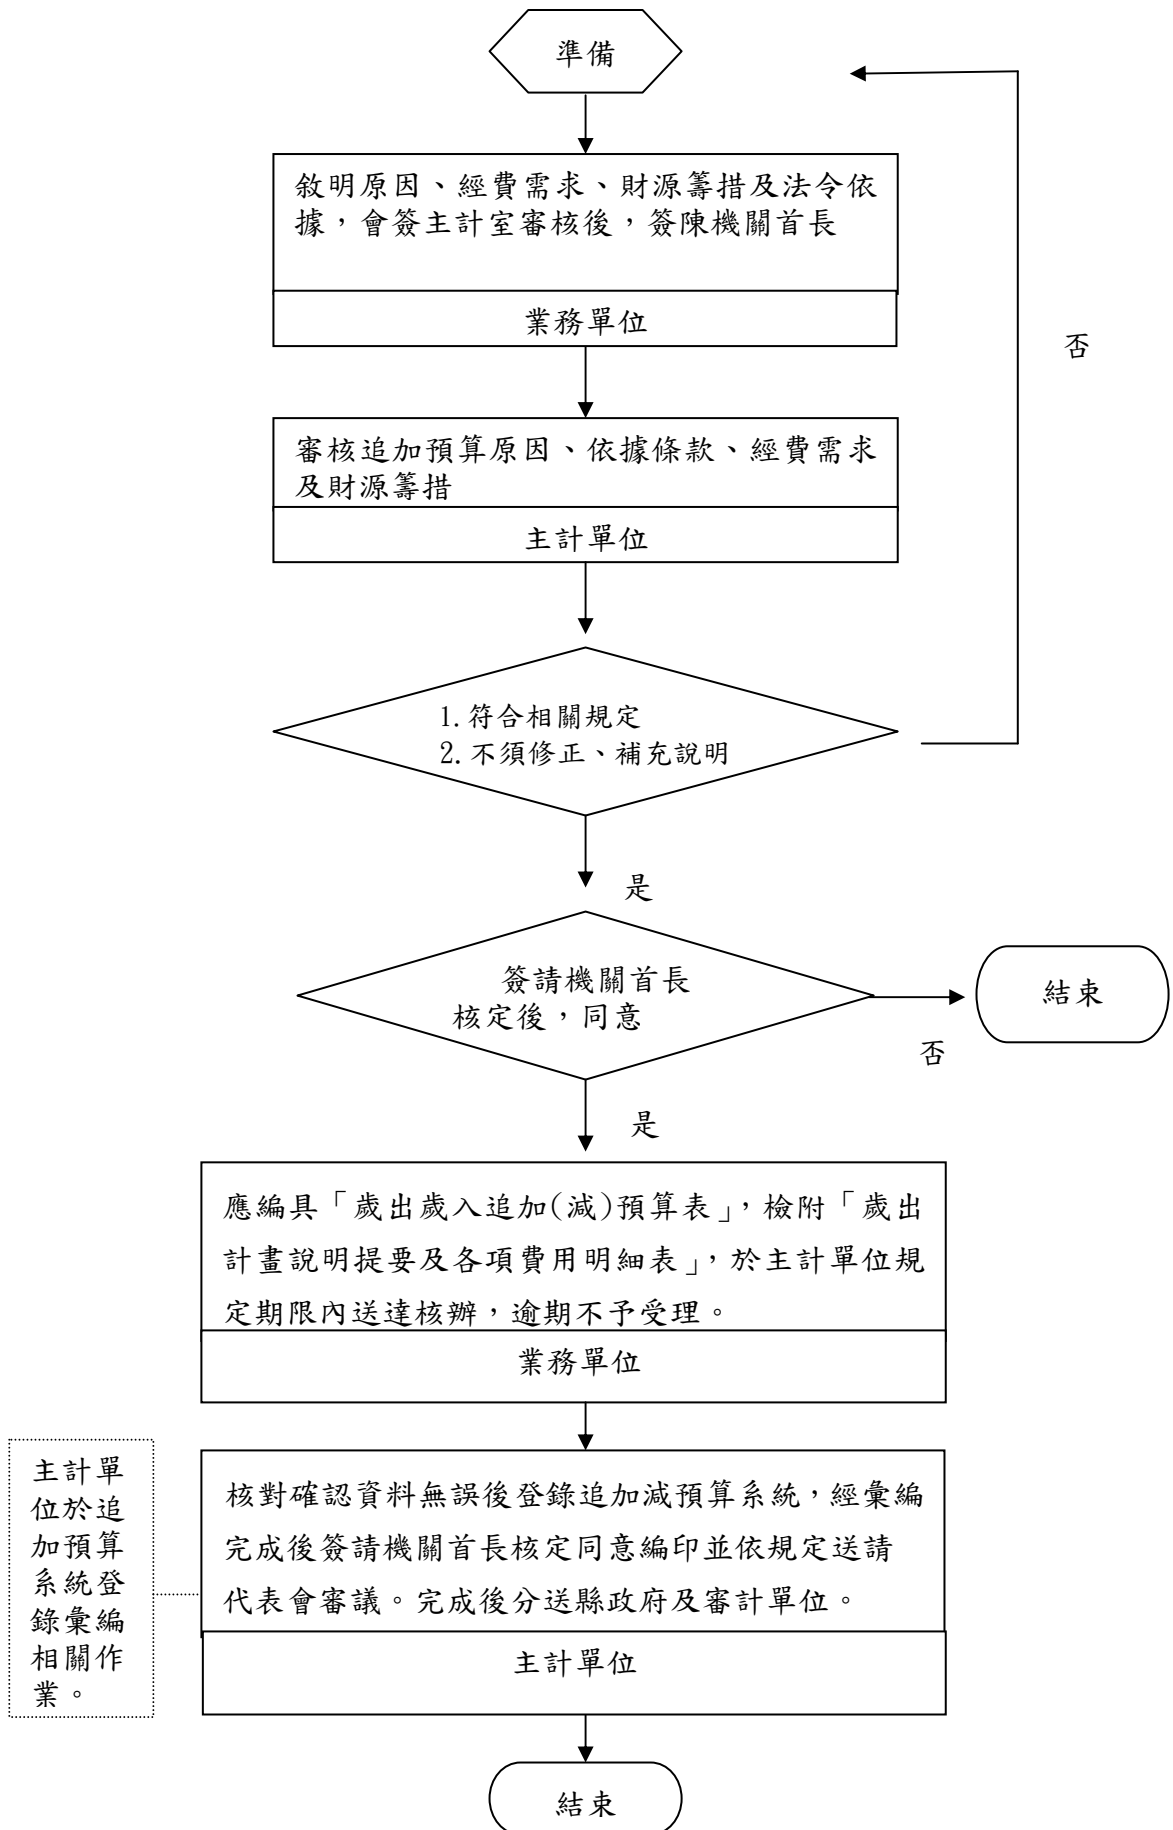 準備
敘明原因、經費需求、財源籌措及法令依
據，會簽主計室審核後，簽陳機關首長
業務單位
否
審核追加預算原因、依據條款、經費需求
及財源籌措
主計單位
1.符合相關規定
2.不須修正、補充說明
是
簽請機關首長
核定後，同意
結束
否
是
應編具「歲出歲入追加(減)預算表」，檢附「歲出
計畫說明提要及各項費用明細表」，於主計單位規
定期限內送達核辦，逾期不予受理。
業務單位
主計單
位於追
加預算
系統登
錄彙編
相關作
業。
核對確認資料無誤後登錄追加減預算系統，經彙編
完成後簽請機關首長核定同意編印並依規定送請
代表會審議。完成後分送縣政府及審計單位。
主計單位
結束